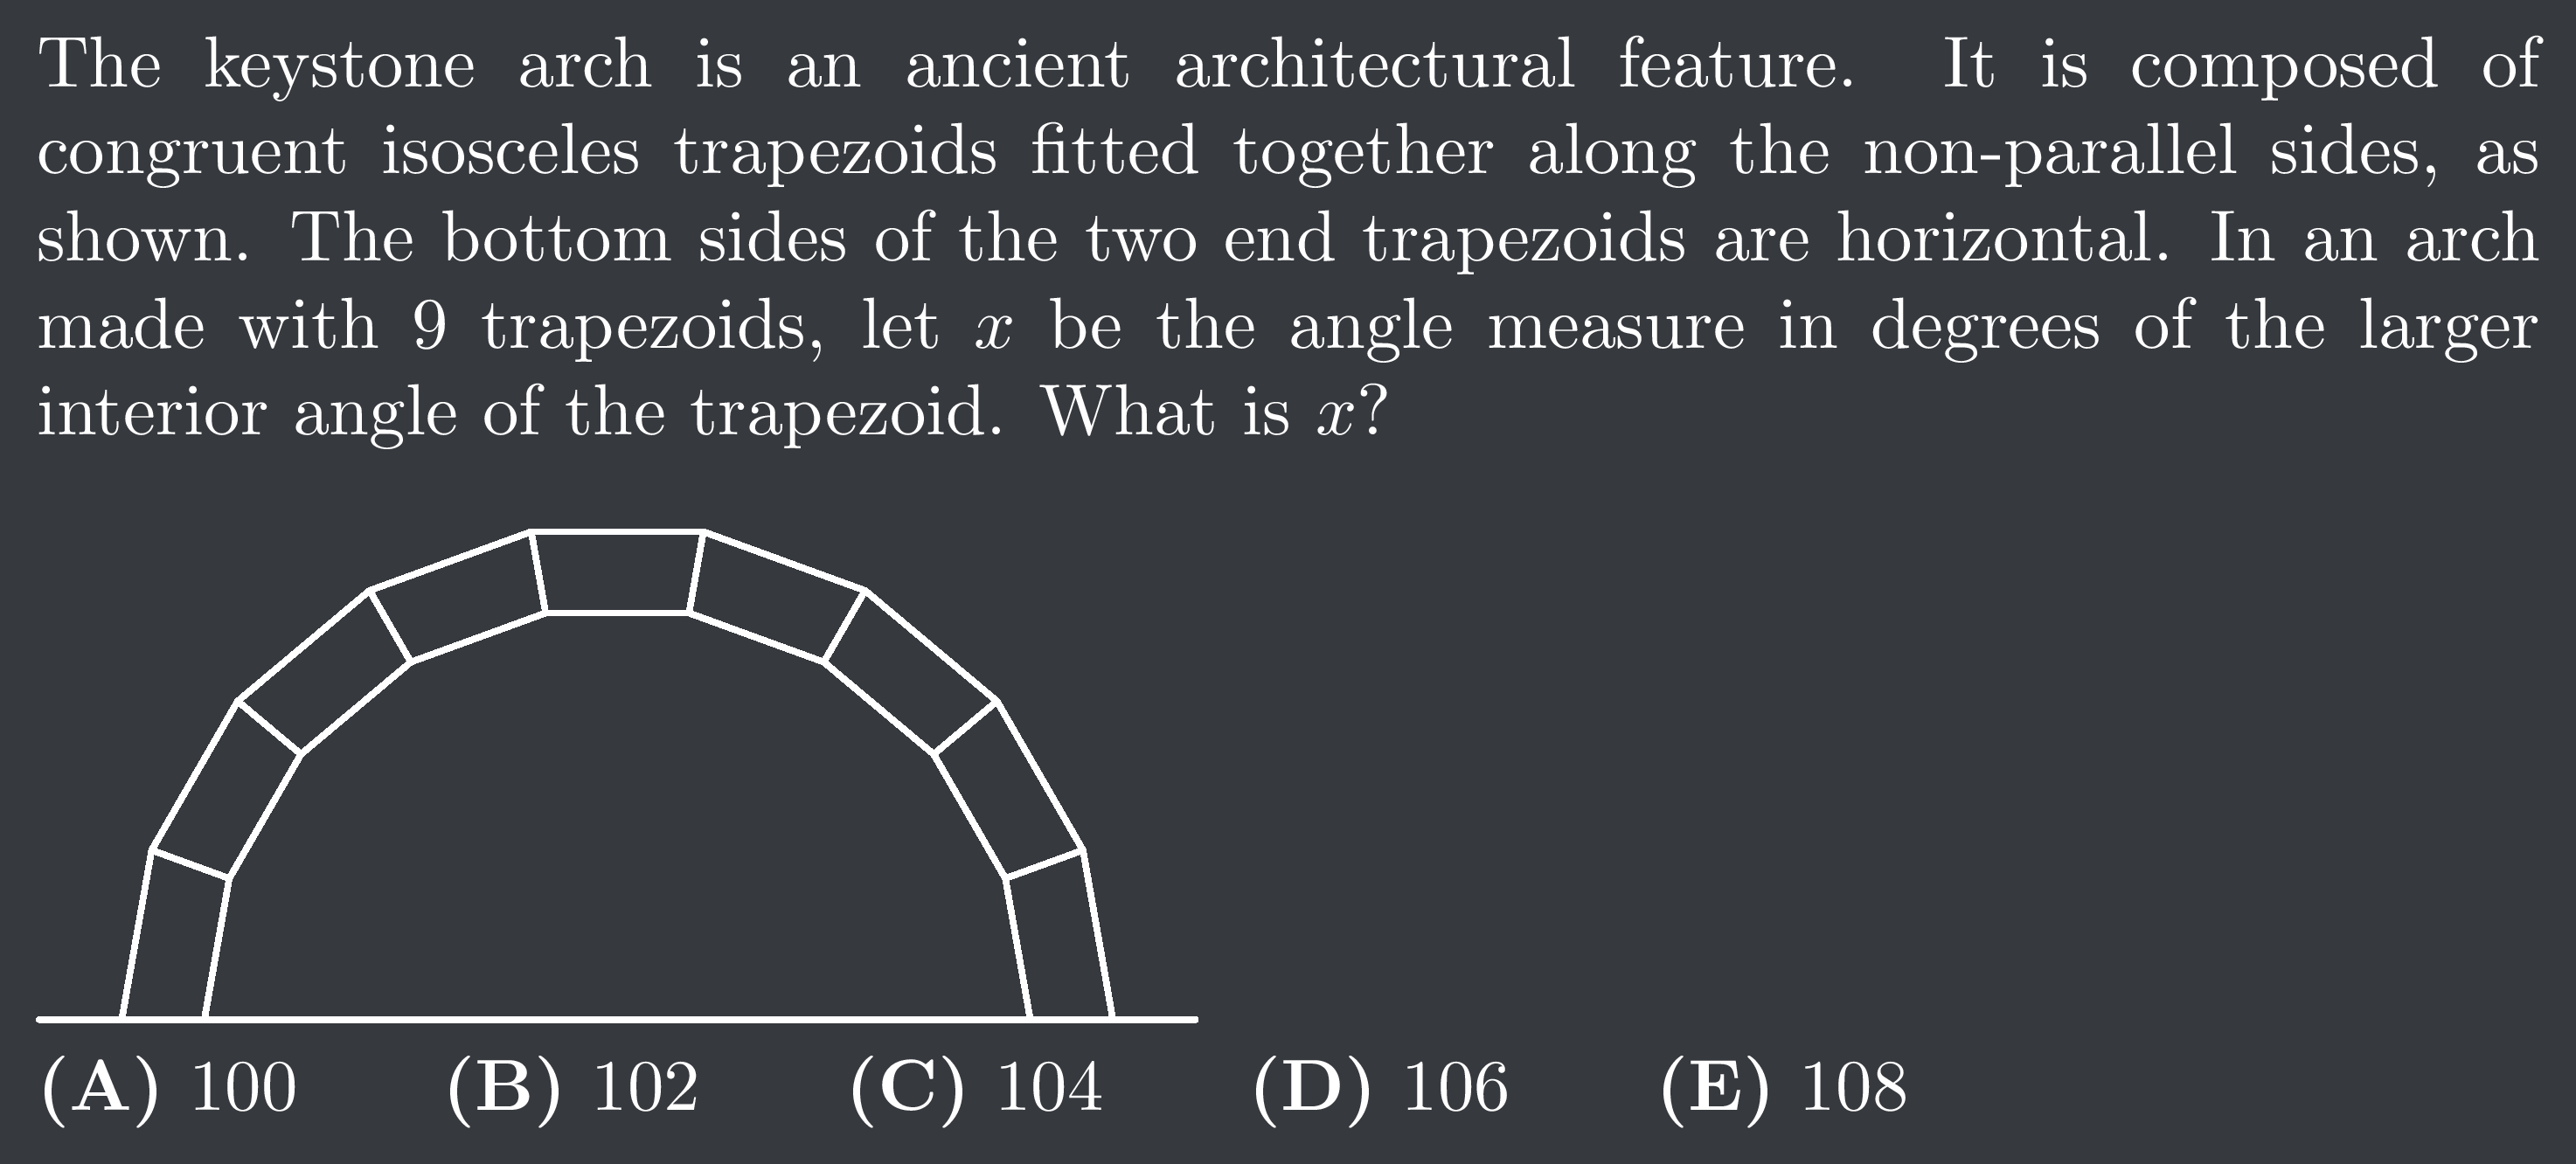 The keystone arch is an ancient architectural feature. It is composed of
congruent isosceles trapezoids fitted together along the non-parallel sides, as
shown. The bottom sides of the two end trapezoids are horizontal. In an arch
made with 9 trapezoids, let x be the angle measure in degrees of the larger
interior angle of the trapezoid. What is x?
(A) 100 (B) 102 (C) 104 (D) 106 (E) 108